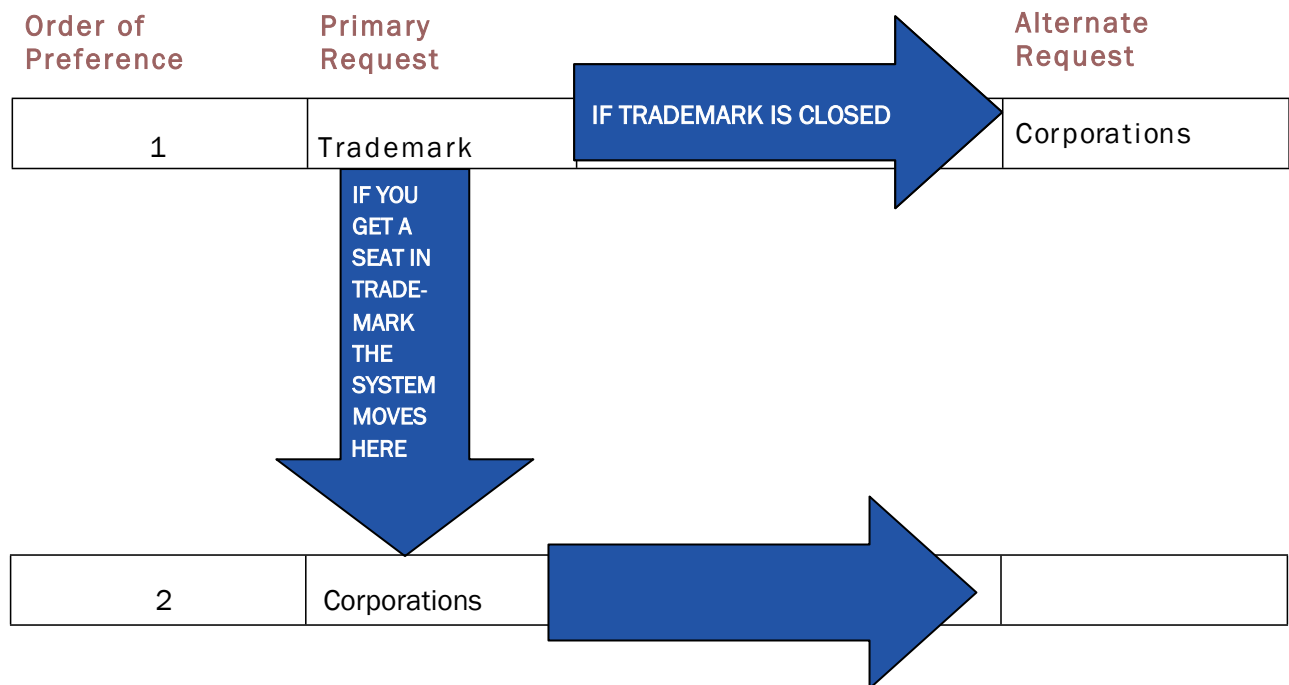 Order of
Preference
Primary
Request
Alternate
Request
IF TRADEMARK IS CLOSED
1
Trademark
Corporations
IF YOU
GET A
SEAT IN
TRADE-
MARK
THE
SYSTEM
MOVES
HERE
2
Corporations